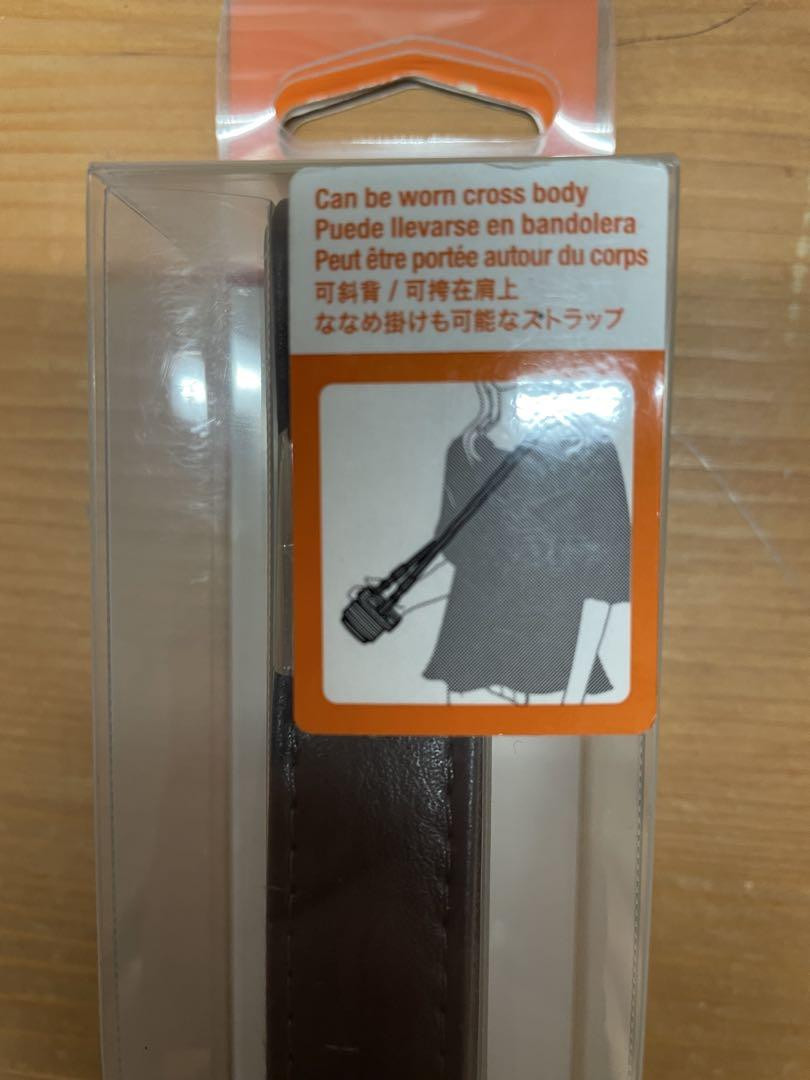 Can be worn cross body
Puede llevarse en bandolera
Peut être portée autour du corps
可斜背 / 可挎在肩上
ななめ掛けも可能なストラップ